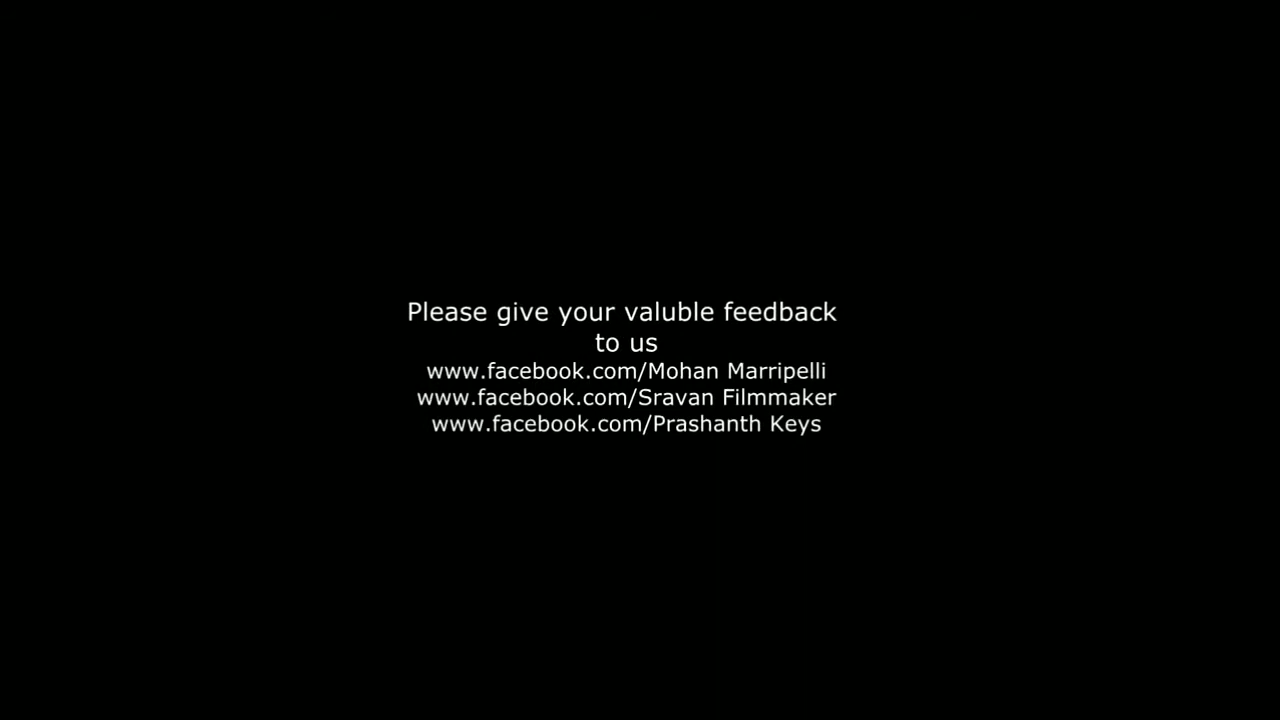 Please give your valuble feedback
to us
www.facebook.com/Mohan Marripelli
www.facebook.com/Sravan Filmmaker
www.facebook.com/Prashanth Keys